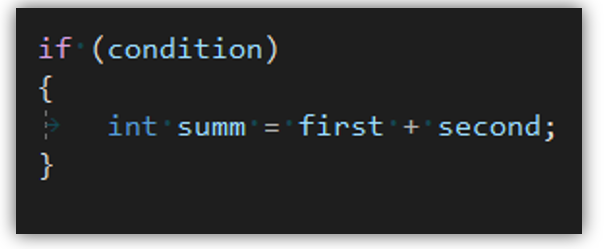 if (condition)
{
    int summ = first + second;
}